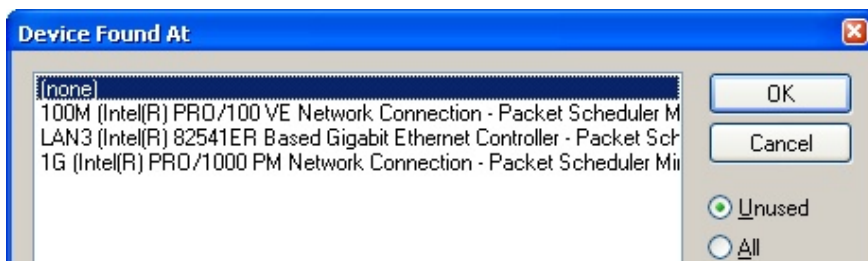 Device Found At
(none)
100M (Intel(R) PRO/100 VE Network Connection - Packet Scheduler M
LAN3 (Intel(R) 82541ER Based Gigabit Ethernet Controller - Packet Sch
1G (Intel(R) PRO/1000 PM Network Connection - Packet Scheduler Mir
OK
Cancel
Unused
All